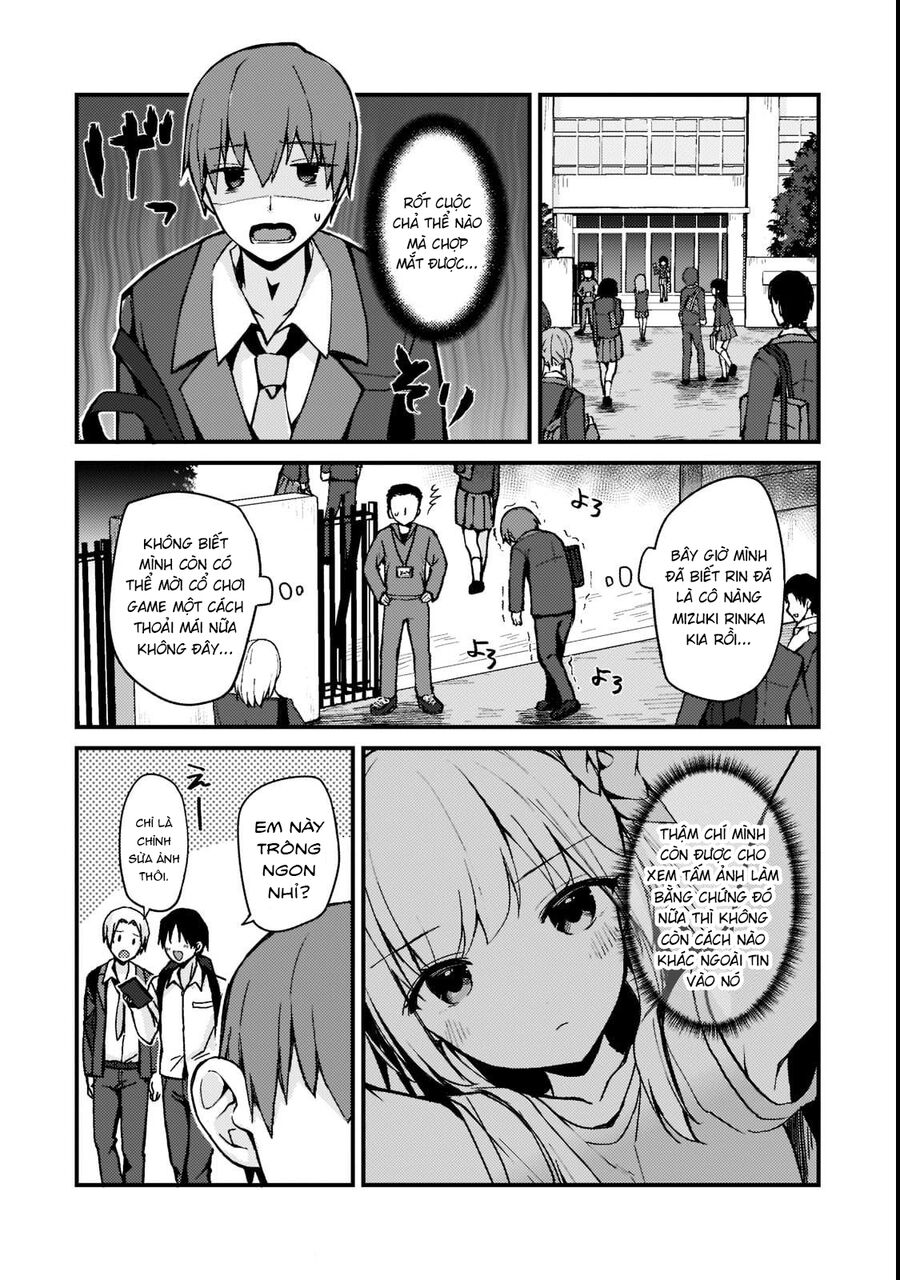 RỐT CUỘC
CHẢ THỂ NÀO
MÀ CHỢP
MẮT ĐƯỢC...
げっ
そり
BÂY GIỜ MÌNH
ĐÃ BIẾT RIN ĐÃ
LÀ CÔ NÀNG
MIZUKI RINKA
KIA RỒI...
よろ
よろ
よろ
KHÔNG BIẾT
MÌNH CÒN CÓ
THỂ MỜI CỔ CHƠI
GAME MỘT CÁCH
THOẢI MÁI NỮA
KHÔNG ĐÂY...
THẬM CHÍ MÌNH
CÒN ĐƯỢC CHO
XEM TẤM ẢNH LÀM
BẰNG CHỨNG ĐÓ
NỮA THÌ KHÔNG
CÒN CÁCH NÀO
KHÁC NGOÀI TIN
VÀO NÓ
EM NÀY
TRÔNG
NGON
NHỈ?
えー
CHỈ LÀ
CHỈNH
SỬA ẢNH
THÔI.